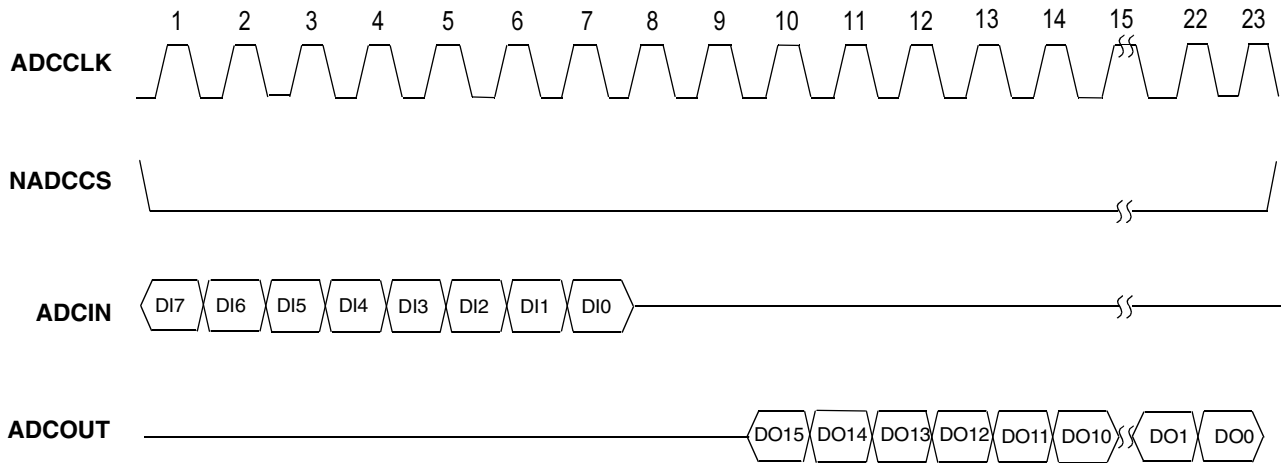 1 2 3 4 5 6 7 8 9 10 11 12 13 14 15 22 23
ADCCLK
NADCCS
ADCIN DI7 DI6 DI5 DI4 DI3 DI2 DI1 DI0
ADCOUT DO15 DO14 DO13 DO12 DO11 DO10 DO1 DO0